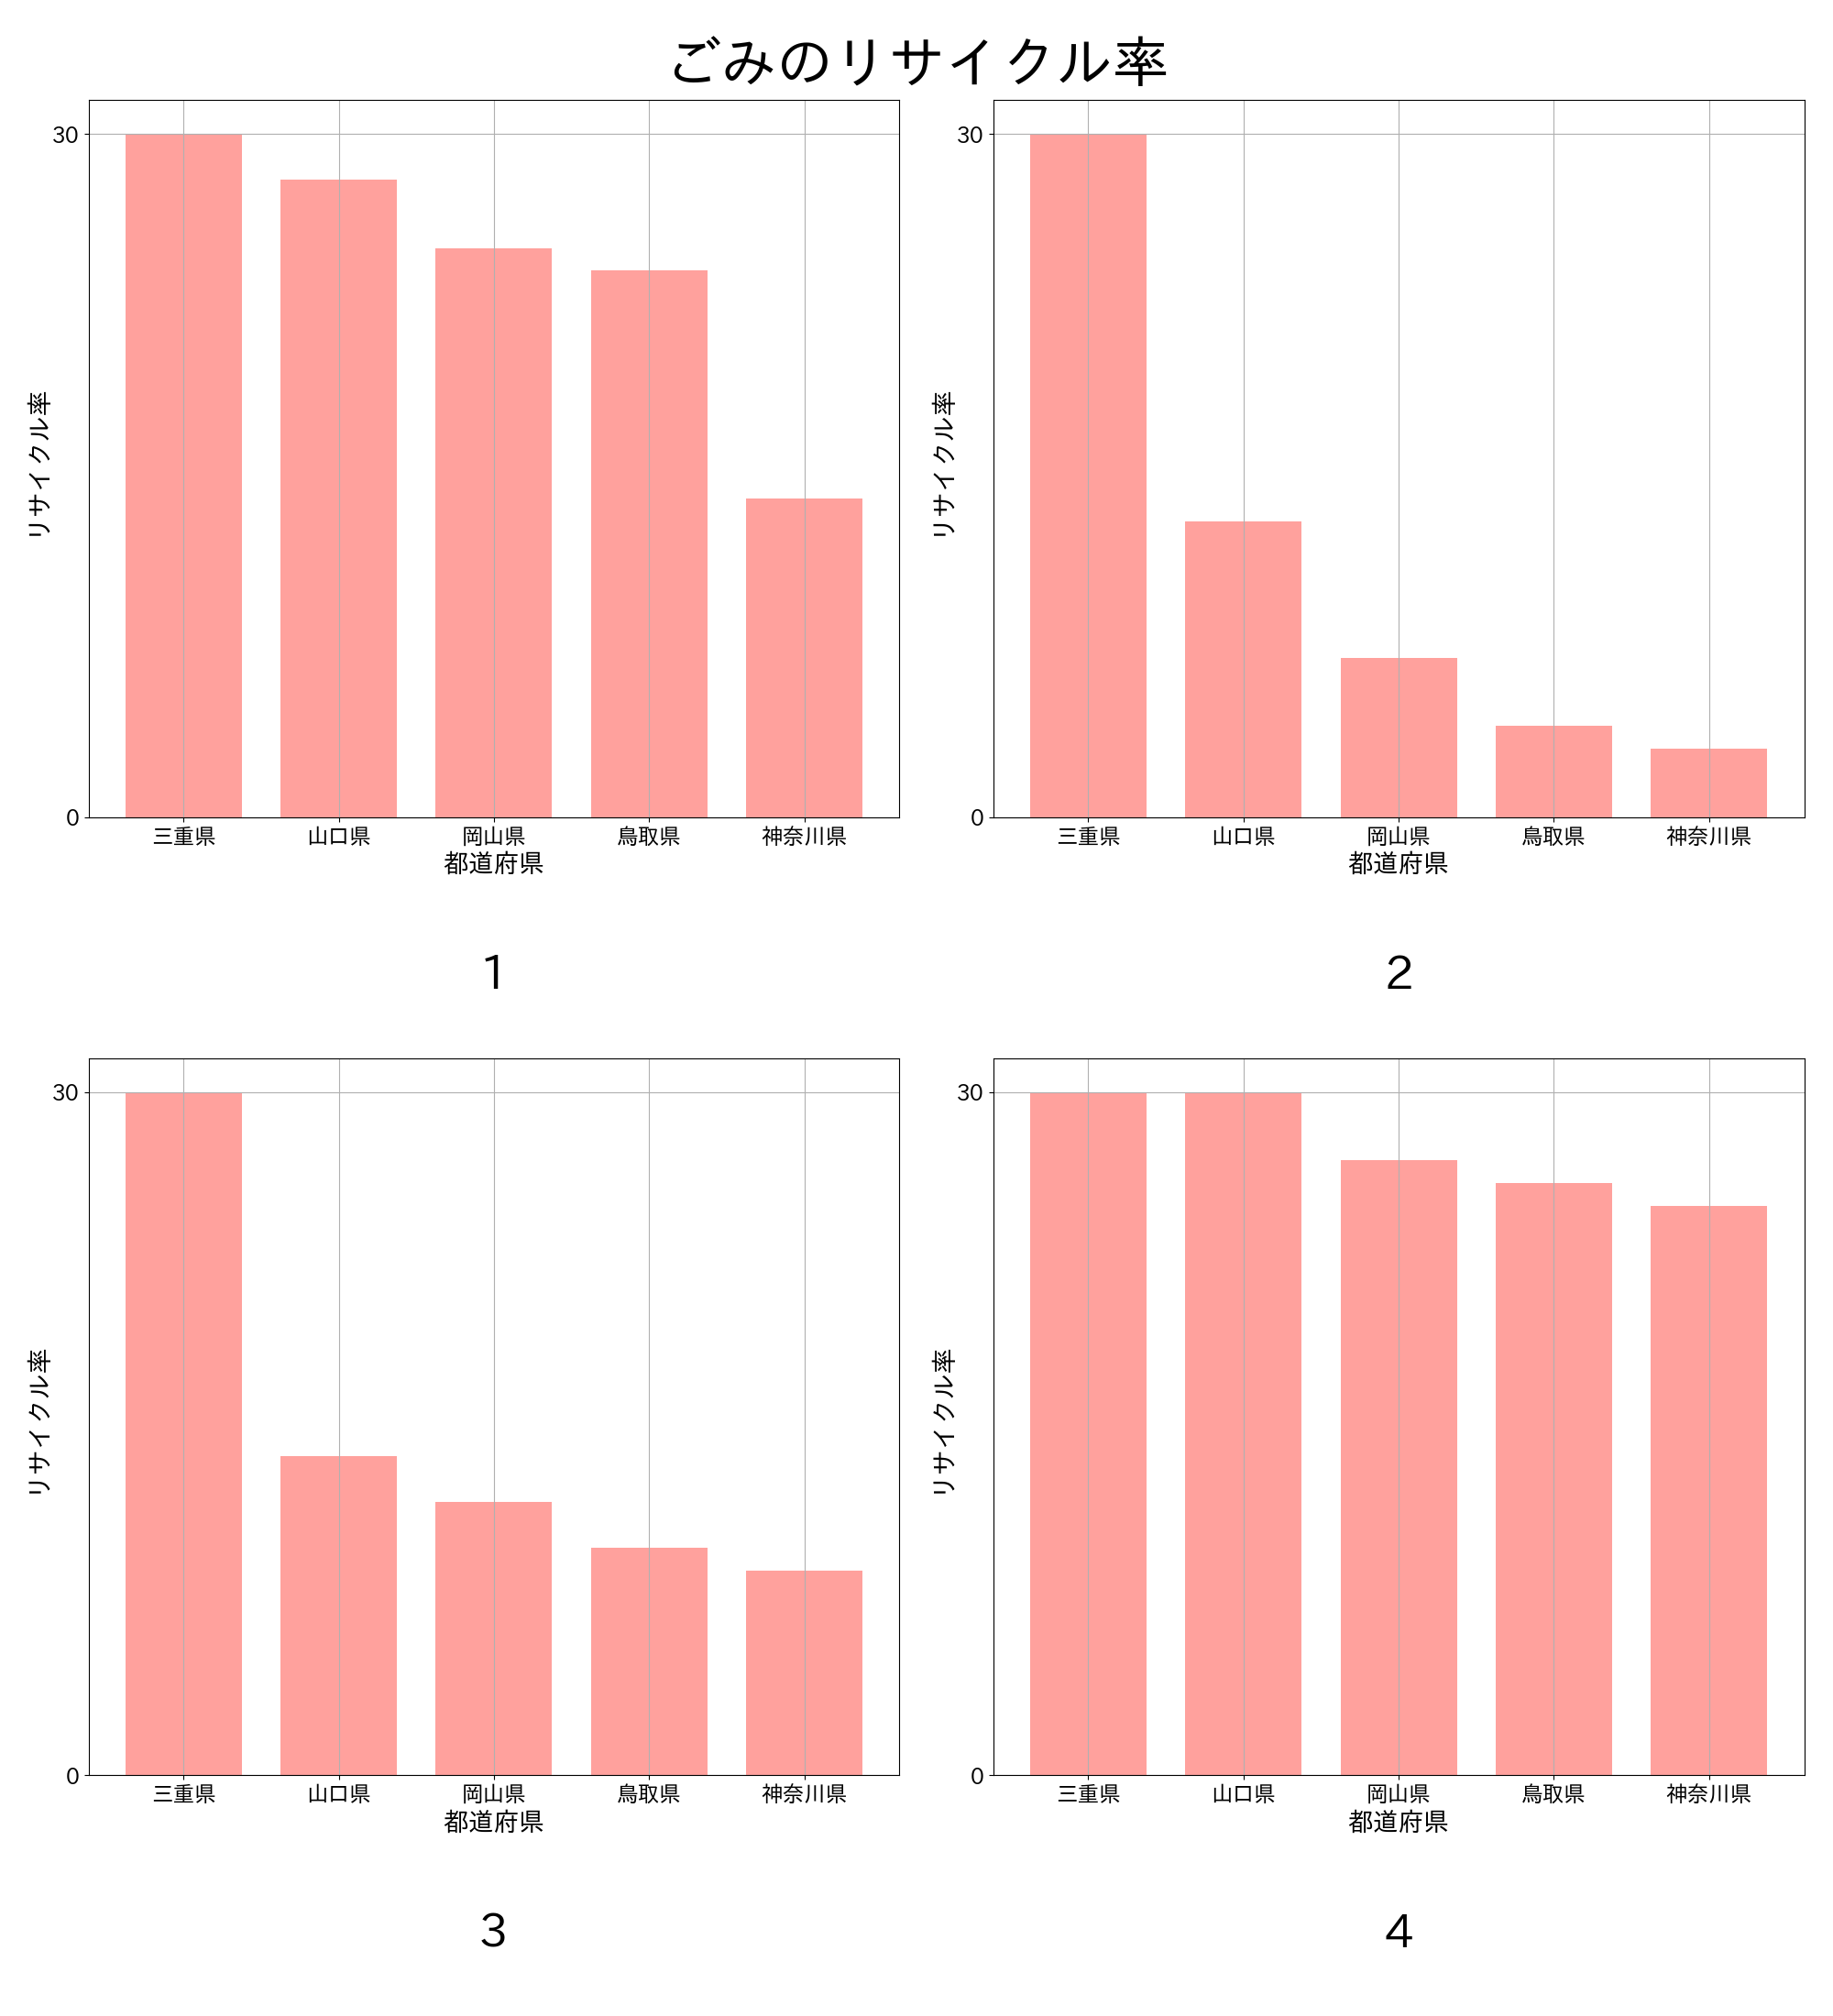 ごみのリサイクル率
30
0
リサイクル率
三重県 山口県 岡山県 鳥取県 神奈川県
都道府県
1
30
0
リサイクル率
三重県 山口県 岡山県 鳥取県 神奈川県
都道府県
2
30
0
リサイクル率
三重県 山口県 岡山県 鳥取県 神奈川県
都道府県
3
30
0
リサイクル率
三重県 山口県 岡山県 鳥取県 神奈川県
都道府県
4